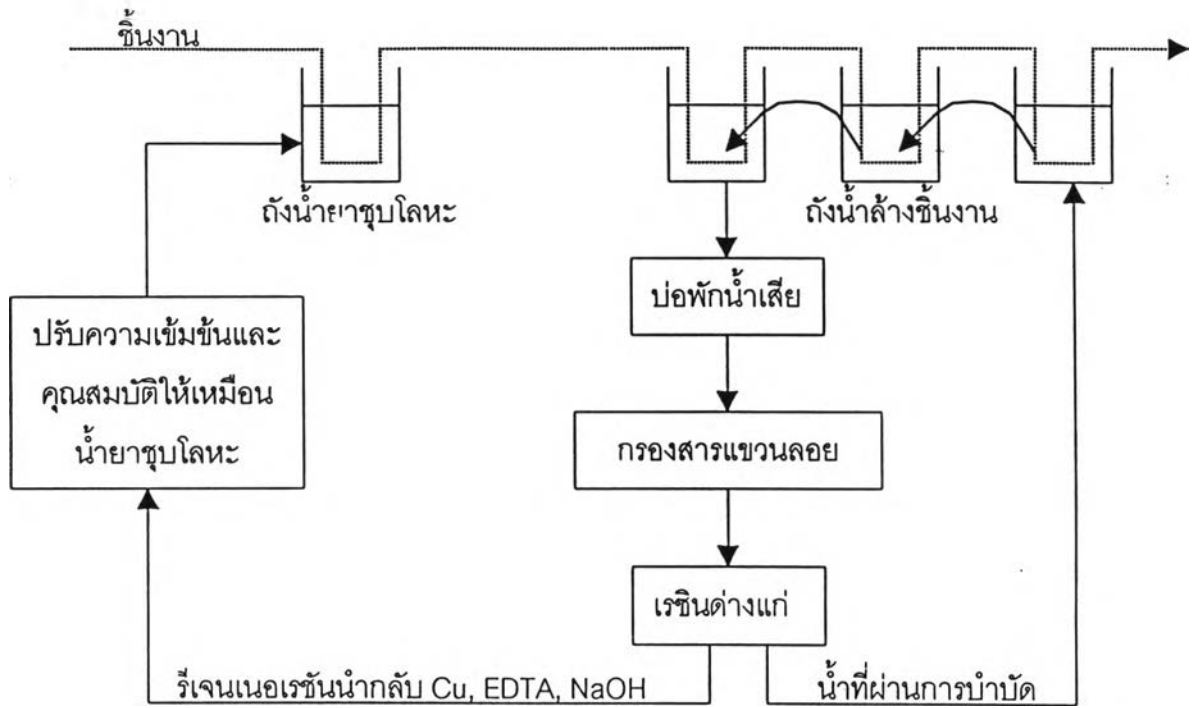 ชิ้นงาน
ถังน้ำยาชุบโลหะ
ถังน้ำล้างชิ้นงาน
บ่อพักน้ำเสีย
ปรับความเข้มข้นและ
คุณสมบัติให้เหมือน
น้ำยาชุบโลหะ
กรองสารแขวนลอย
เรซินด่างแก่
รีเจนเนอเรชันนำกลับ Cu, EDTA, NaOH
น้ำที่ผ่านการบำบัด